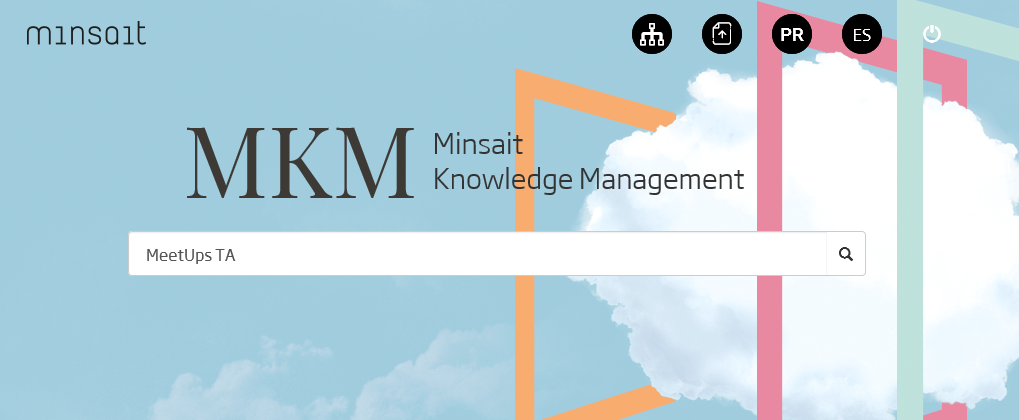 minsait
PR
ES
MKM
Minsait
Knowledge Management
MeetUps TA